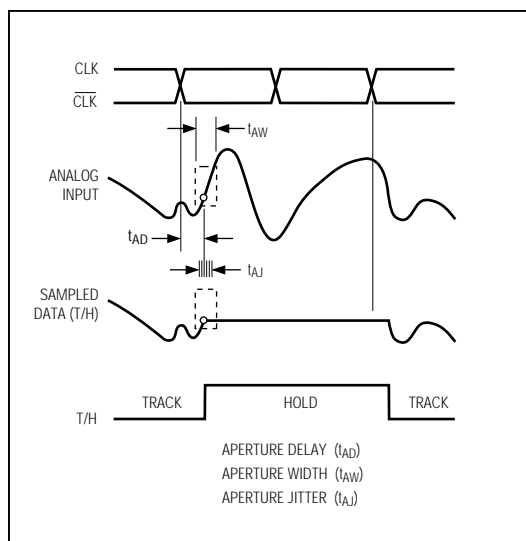 CLK
CLK
tAW
ANALOG
INPUT
tAD
tAJ
SAMPLED
DATA (T/H)
TRACK
HOLD
TRACK
T/H
APERTURE DELAY (tAD)
APERTURE WIDTH (tAW)
APERTURE JITTER (tAJ)